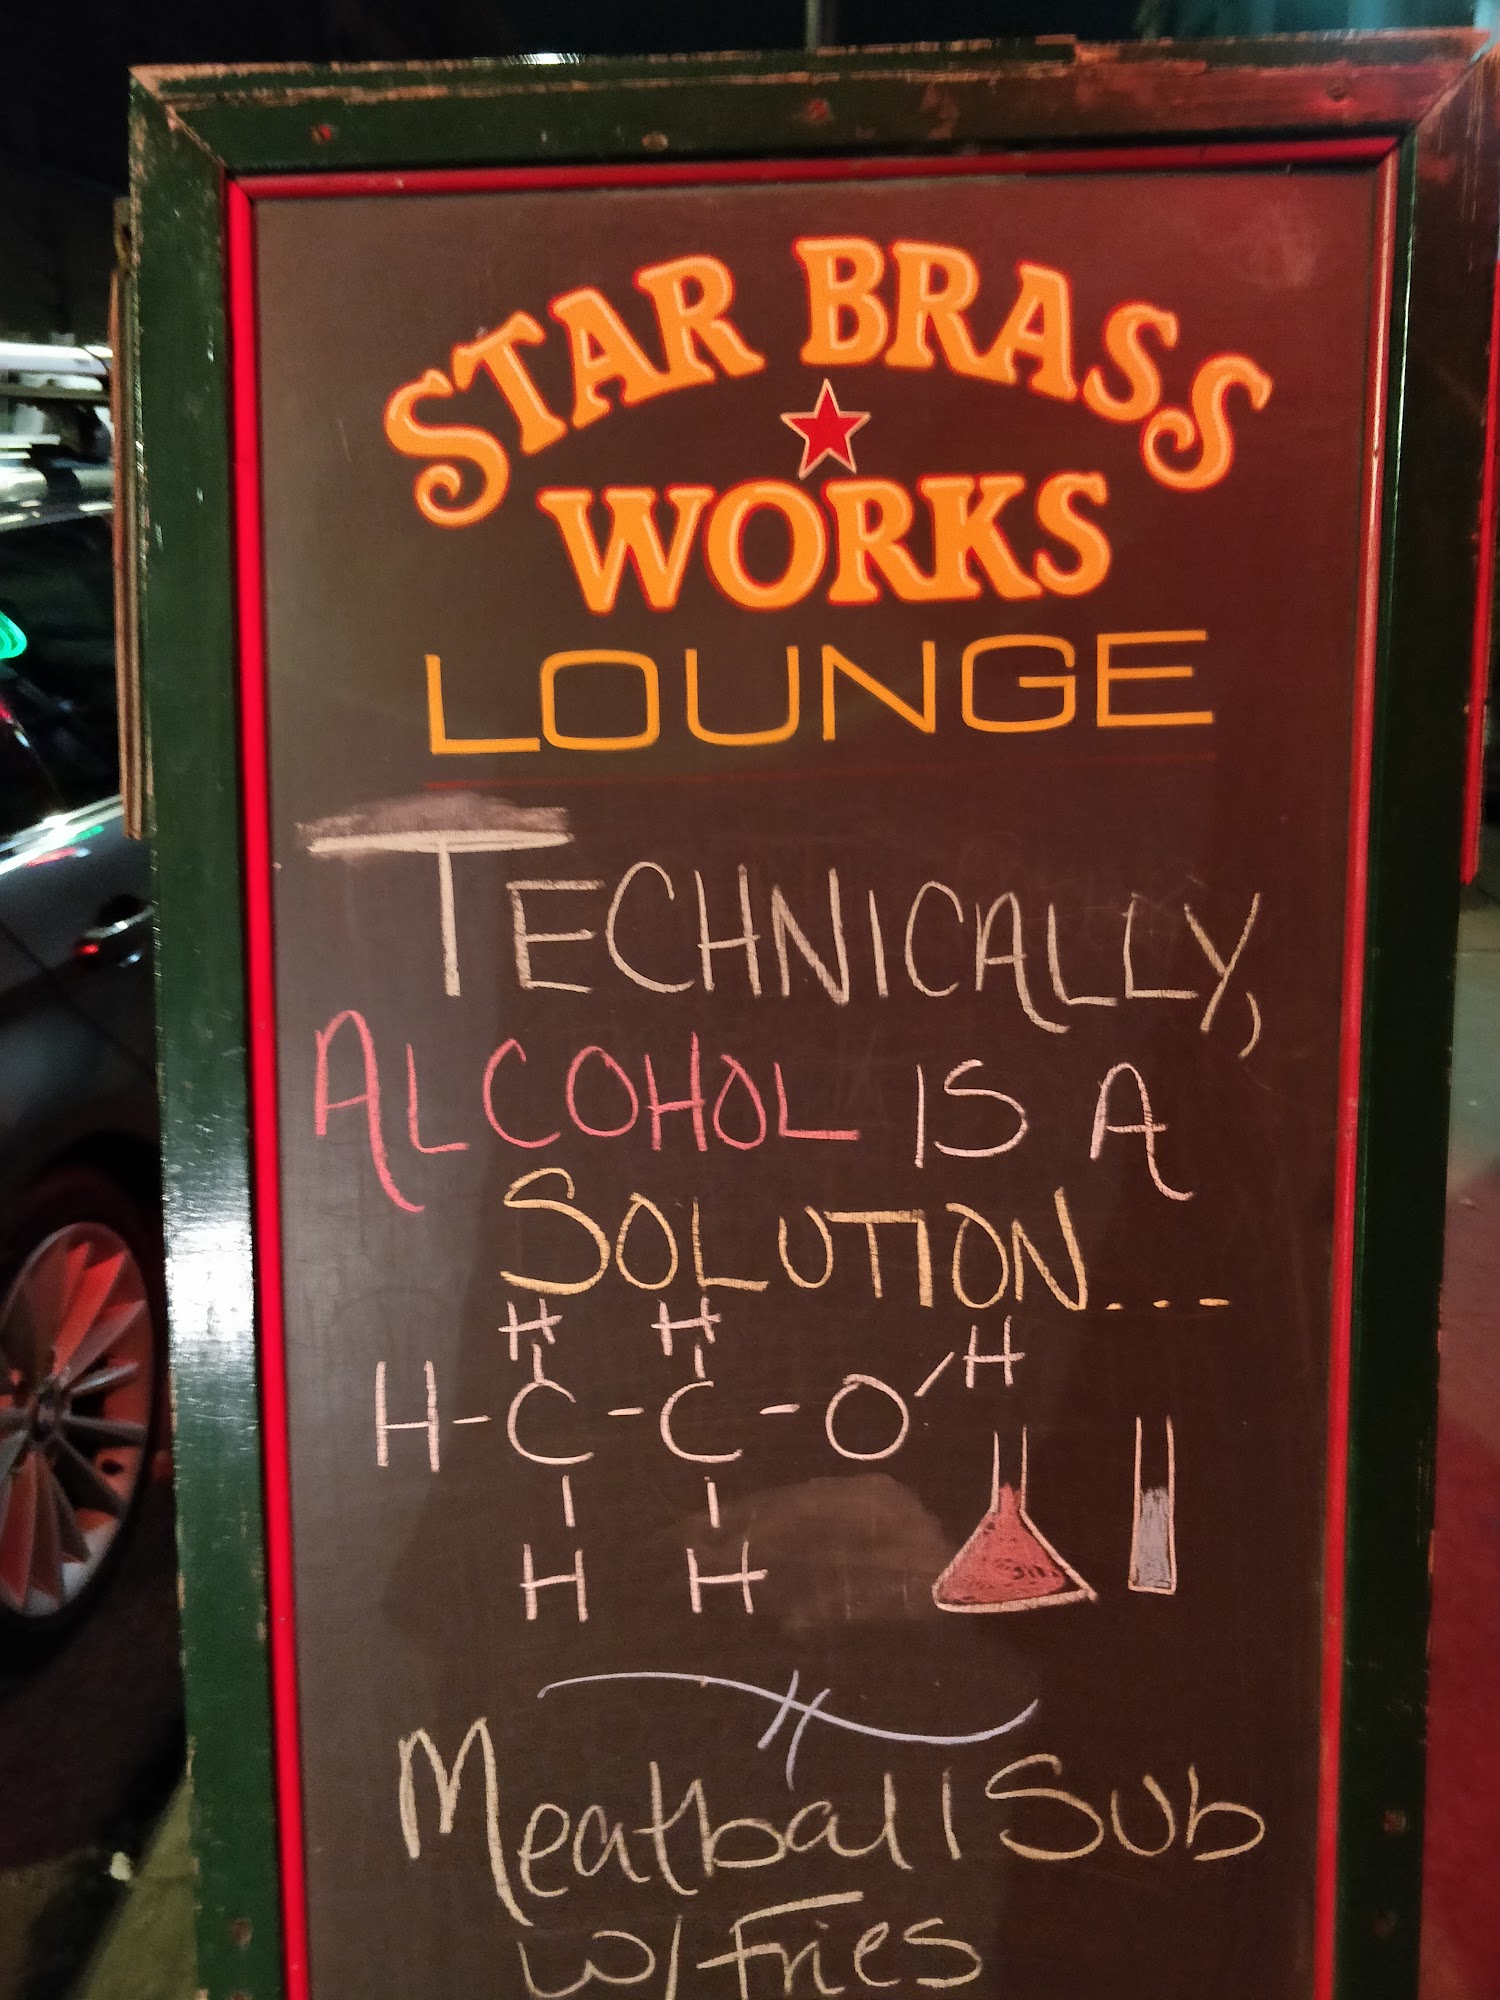 STAR BRASS
WORKS
LOUNGE
TECHNICALLY,
ALCOHOL IS A
SOLUTION...
H H H
H-C-C-O
H H
Meatball Sub
w/ Fries